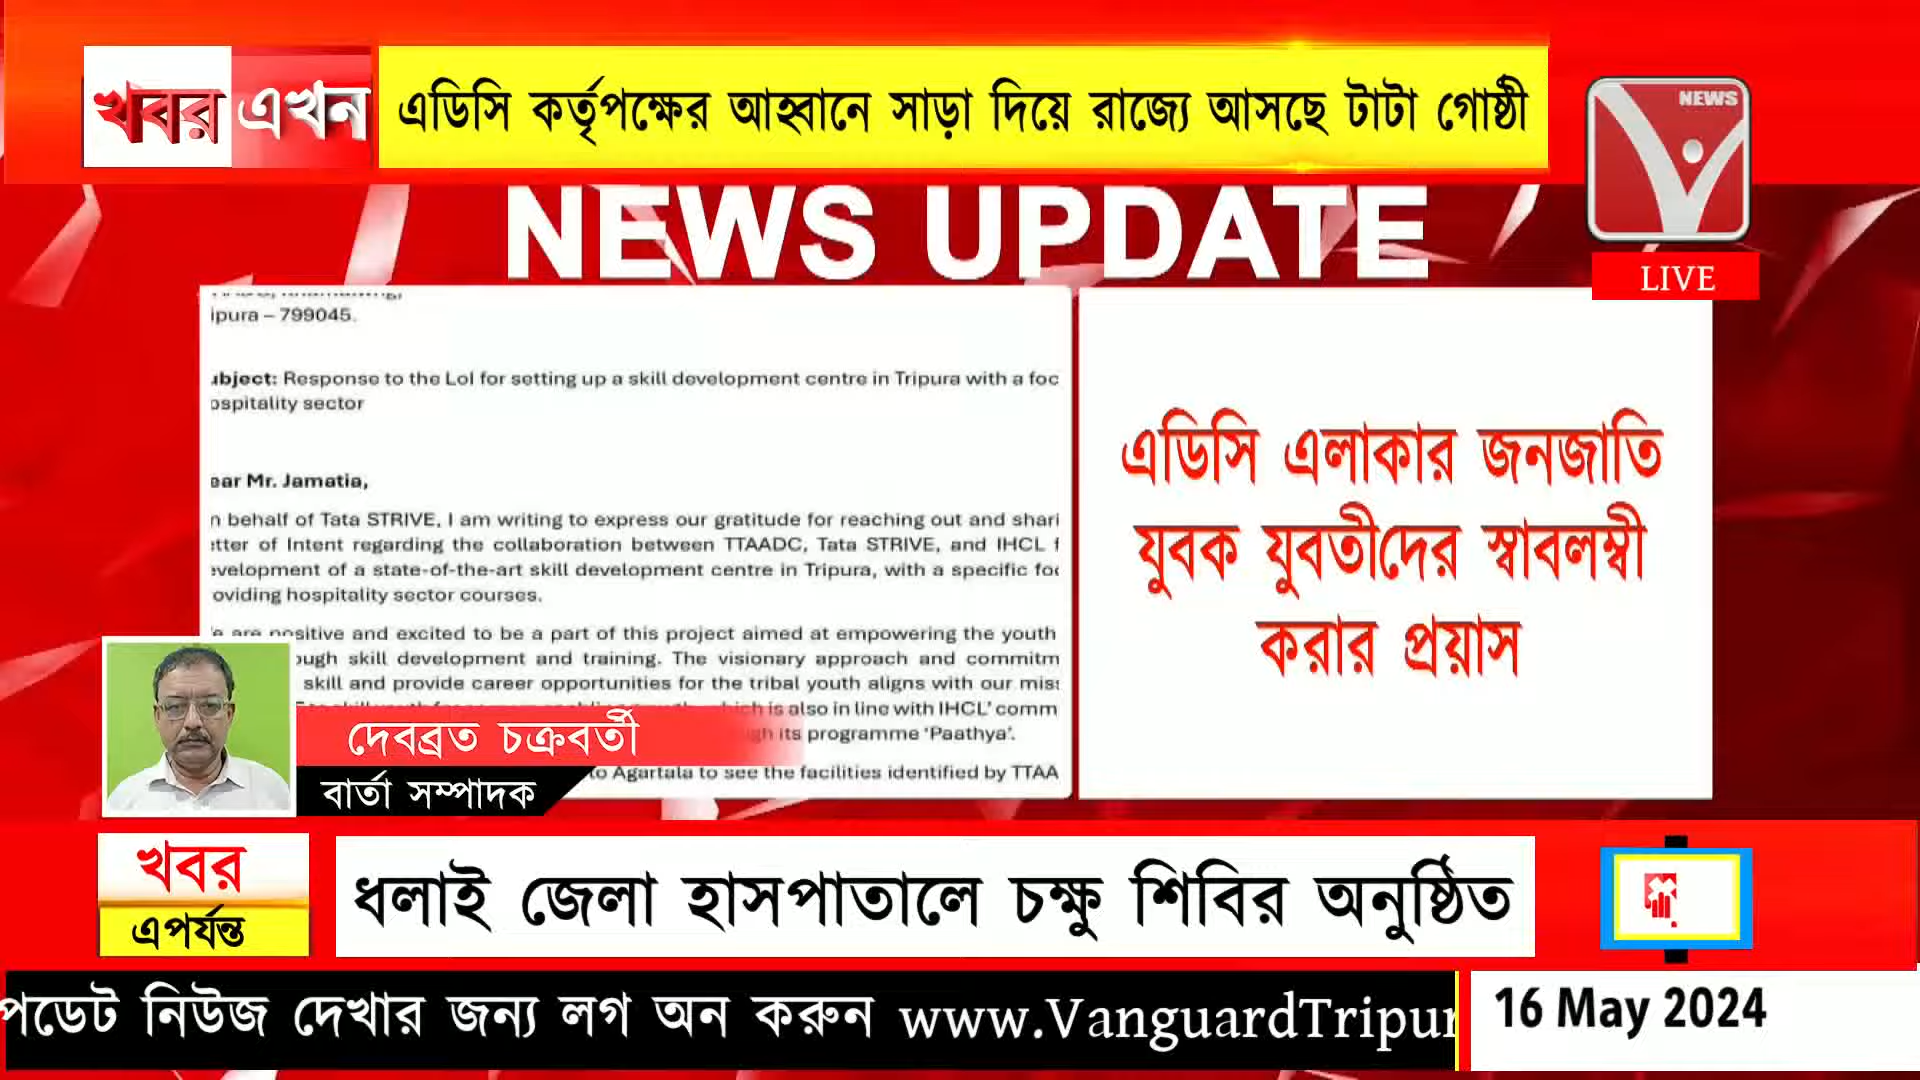 খবর এখন
এডিসি কর্তৃপক্ষের আহ্বানে সাড়া দিয়ে রাজ্যে আসছে টাটা গোষ্ঠী
NEWS
LIVE
NEWS UPDATE
ipura – 799045.
ubject: Response to the LoI for setting up a skill development centre in Tripura with a foc
ospitality sector
ear Mr. Jamatia,
n behalf of Tata STRIVE, I am writing to express our gratitude for reaching out and shari
etter of Intent regarding the collaboration between TTAADC, Tata STRIVE, and IHCL f
evelopment of a state-of-the-art skill development centre in Tripura, with a specific foc
oviding hospitality sector courses.
e are positive and excited to be a part of this project aimed at empowering the youth
ough skill development and training. The visionary approach and commitm
skill and provide career opportunities for the tribal youth aligns with our miss
is also in line with IHCL' comm
gh its programme 'Paathya'.
to Agartala to see the facilities identified by TTAA
এডিসি এলাকার জনজাতি
যুবক যুবতীদের স্বাবলম্বী
করার প্রয়াস
দেবব্রত চক্রবর্তী
বার্তা সম্পাদক
খবর
এপর্যন্ত
ধলাই জেলা হাসপাতালে চক্ষু শিবির অনুষ্ঠিত
পডেট নিউজ দেখার জন্য লগ অন করুন www.VanguardTripur
16 May 2024